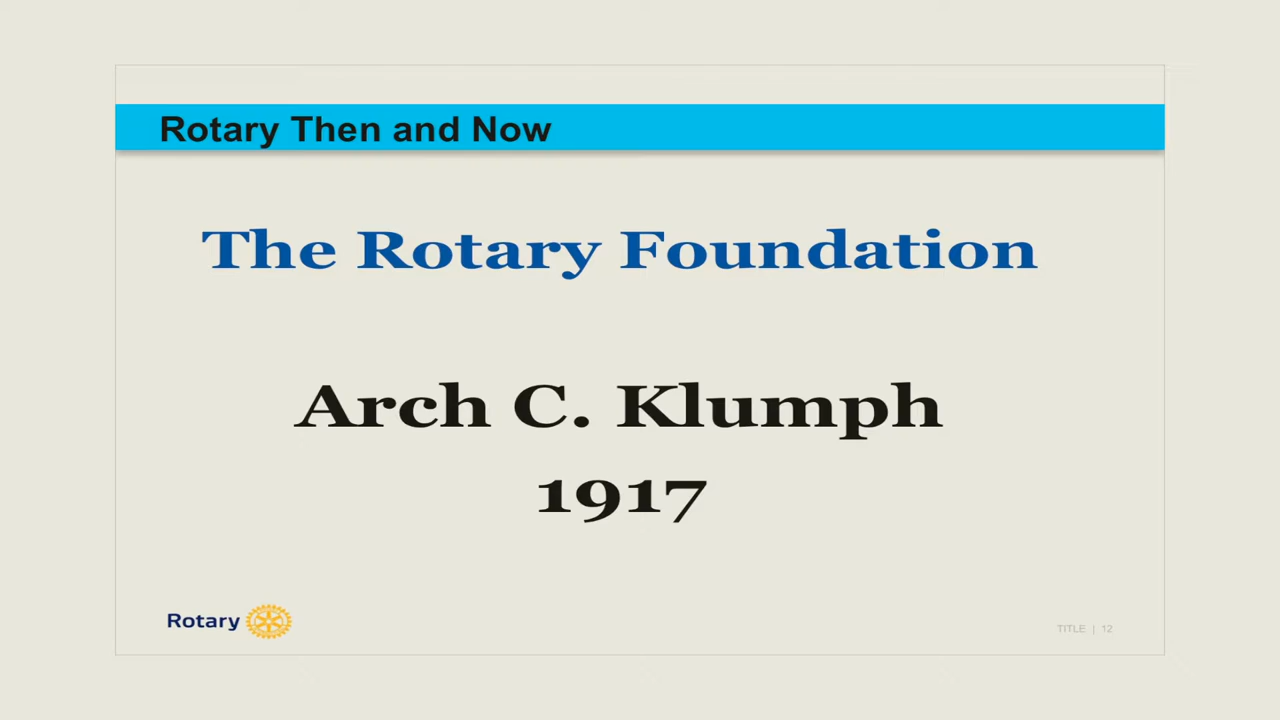 Rotary Then and Now
The Rotary Foundation
Arch C. Klumph
1917
Rotary
TITLE | 12